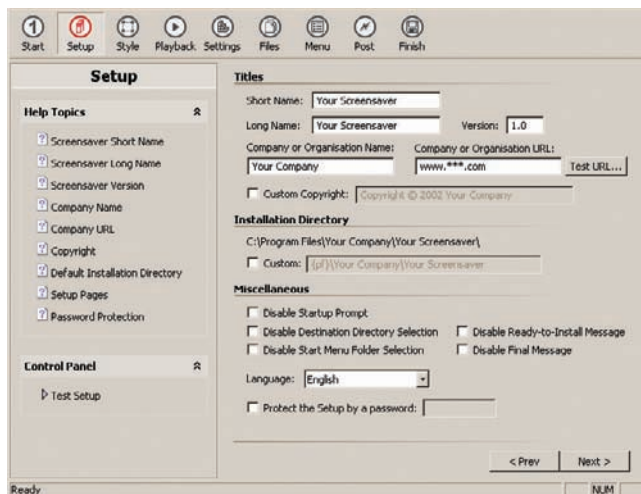 1
Start Setup Style Playback Settings Files Menu Post Finish
Setup
Help Topics
? Screensaver Short Name
? Screensaver Long Name
? Screensaver Version
? Company Name
? Company URL
? Copyright
? Default Installation Directory
? Setup Pages
? Password Protection
Control Panel
Test Setup
Titles
Short Name: Your Screensaver
Long Name: Your Screensaver Version: 1.0
Company or Organisation Name: Company or Organisation URL:
Your Company www.***.com Test URL...
Custom Copyright: Copyright © 2002 Your Company
Installation Directory
C:\Program Files\Your Company\Your Screensaver\
Custom: {pf}\Your Company\Your Screensaver
Miscellaneous
Disable Startup Prompt
Disable Destination Directory Selection Disable Ready-to-Install Message
Disable Start Menu Folder Selection Disable Final Message
Language: English
Protect the Setup by a password:
< Prev Next >
Ready NUM